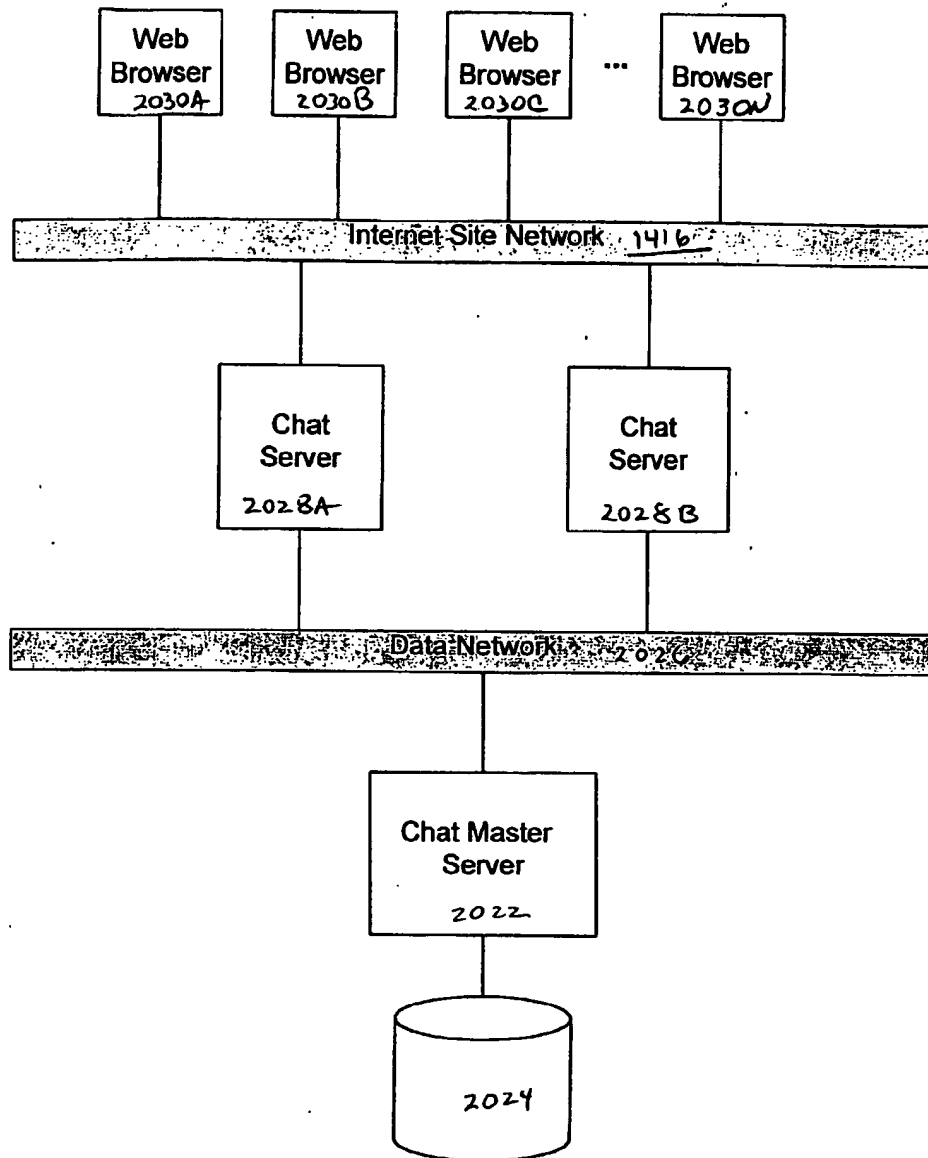 Web
Browser
2030A
Web
Browser
2030B
Web
Browser
2030C
...
Web
Browser
2030N
Internet Site Network 1416
Chat
Server
2028A
Chat
Server
2028B
Data Network 2026
Chat Master
Server
2022
2024